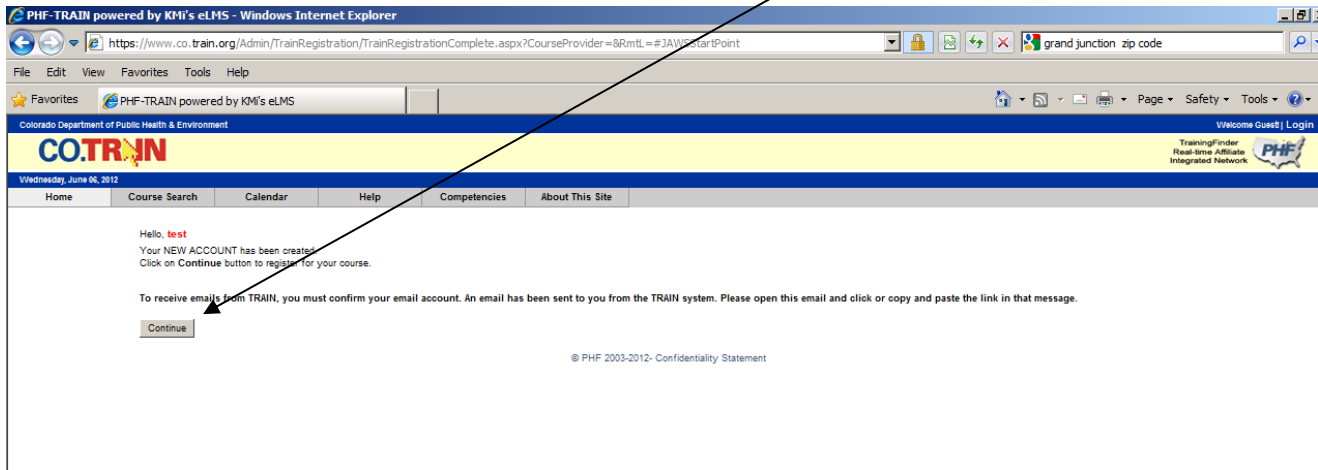 PHF-TRAIN powered by KMi's eLMS - Windows Internet Explorer
https://www.co.train.org/Admin/TrainRegistration/TrainRegistrationComplete.aspx?CourseProvider=&RmtL=#JAWSStartPoint
grand junction zip code
File Edit View Favorites Tools Help
Favorites PHF-TRAIN powered by KMi's eLMS Page Safety Tools
Colorado Department of Public Health & Environment Welcome Guest! | Login
CO.TRAIN
TrainingFinder
Real-time Affiliate
Integrated Network
PHF
Wednesday, June 06, 2012
Home Course Search Calendar Help Competencies About This Site
Hello, test
Your NEW ACCOUNT has been created.
Click on Continue button to register for your course.
To receive emails from TRAIN, you must confirm your email account. An email has been sent to you from the TRAIN system. Please open this email and click or copy and paste the link in that message.
Continue
© PHF 2003-2012- Confidentiality Statement